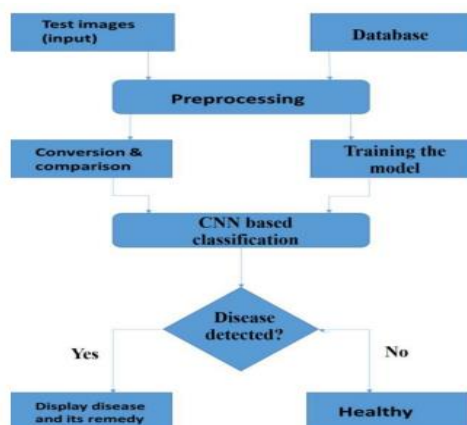 Test images
(input)
Database
Preprocessing
Conversion &
comparison
Training the
model
CNN based
classification
Disease
detected?
Yes
No
Display disease
and its remedy
Healthy